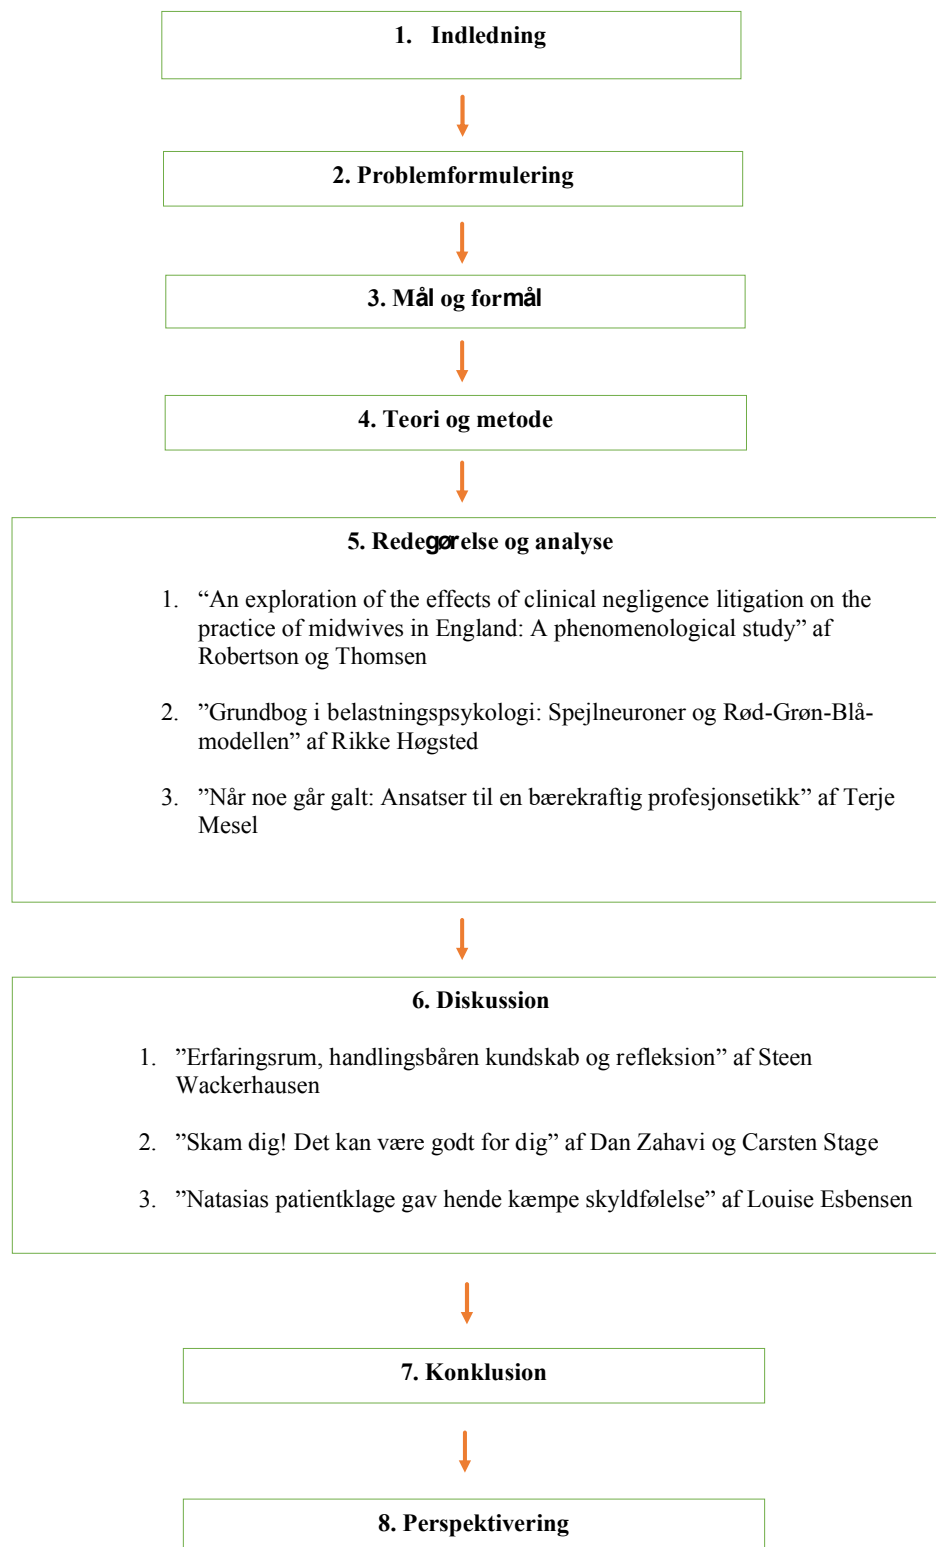 1. Indledning
2. Problemformulering
3. Mål og formål
4. Teori og metode
5. Redegørelse og analyse
1. “An exploration of the effects of clinical negligence litigation on the
practice of midwives in England: A phenomenological study” af
Robertson og Thomsen
2. ”Grundbog i belastningspsykologi: Spejlneuroner og Rød-Grøn-Blå-
modellen” af Rikke Høgsted
3. ”Når noe går galt: Ansatser til en bærekraftig profesjonsetikk” af Terje
Mesel
6. Diskussion
1. ”Erfaringsrum, handlingsbåren kundskab og refleksion” af Steen
Wackerhausen
2. ”Skam dig! Det kan være godt for dig” af Dan Zahavi og Carsten Stage
3. ”Natasias patientklage gav hende kæmpe skyldfølelse” af Louise Esbensen
7. Konklusion
8. Perspektivering